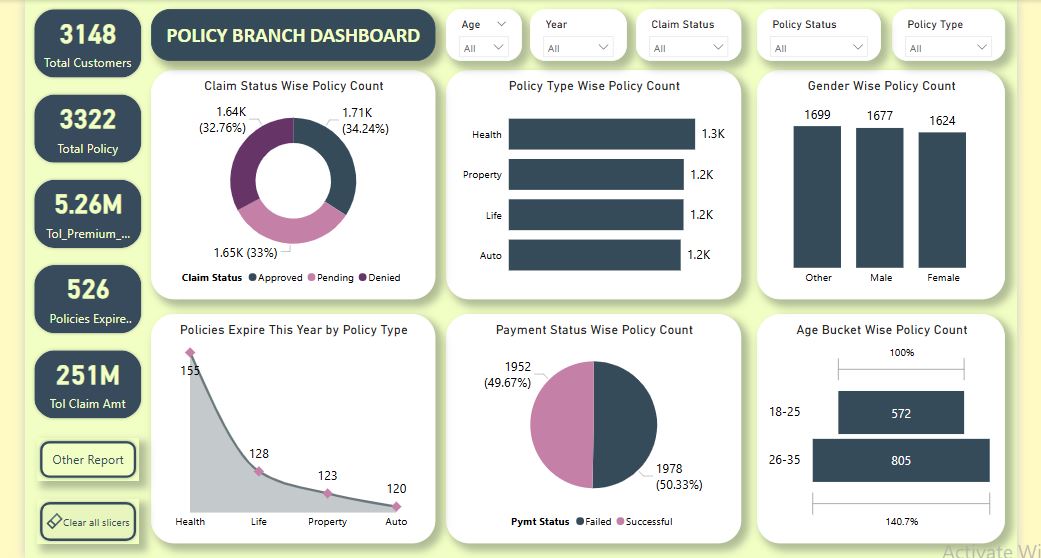 3148
Total Customers
3322
Total Policy
5.26M
Tol_Premium_...
526
Policies Expire..
251M
Tol Claim Amt
Other Report
Clear all slicers
POLICY BRANCH DASHBOARD
Age
All
Year
All
Claim Status
All
Policy Status
All
Policy Type
All
Claim Status Wise Policy Count
1.64K
(32.76%)
1.71K
(34.24%)
1.65K (33%)
Claim Status Approved Pending Denied
Policy Type Wise Policy Count
Health 1.3K
Property 1.2K
Life 1.2K
Auto 1.2K
Gender Wise Policy Count
1699 1677 1624
Other Male Female
Policies Expire This Year by Policy Type
155
128
123
120
Health Life Property Auto
Payment Status Wise Policy Count
1952
(49.67%)
1978
(50.33%)
Pymt Status Failed Successful
Age Bucket Wise Policy Count
100%
18-25 572
26-35 805
140.7%
Activate Wi